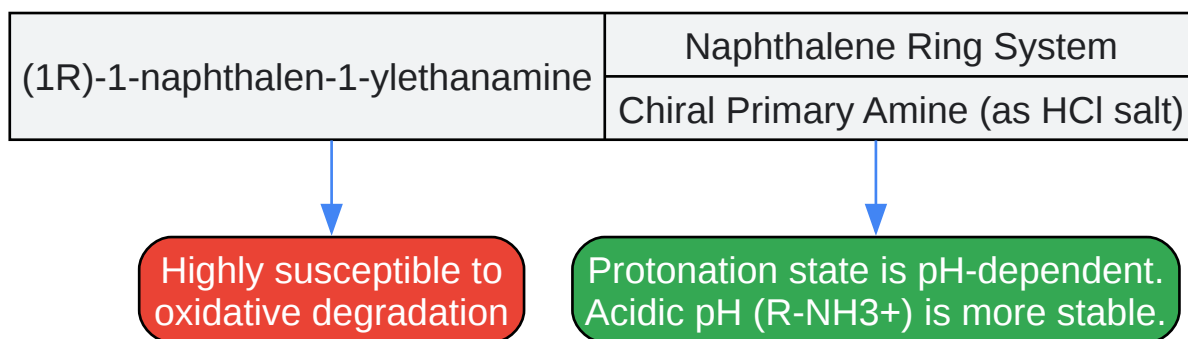 (1R)-1-naphthalen-1-ylethanamine
Naphthalene Ring System
Chiral Primary Amine (as HCl salt)
Highly susceptible to
oxidative degradation
Protonation state is pH-dependent.
Acidic pH (R-NH3+) is more stable.